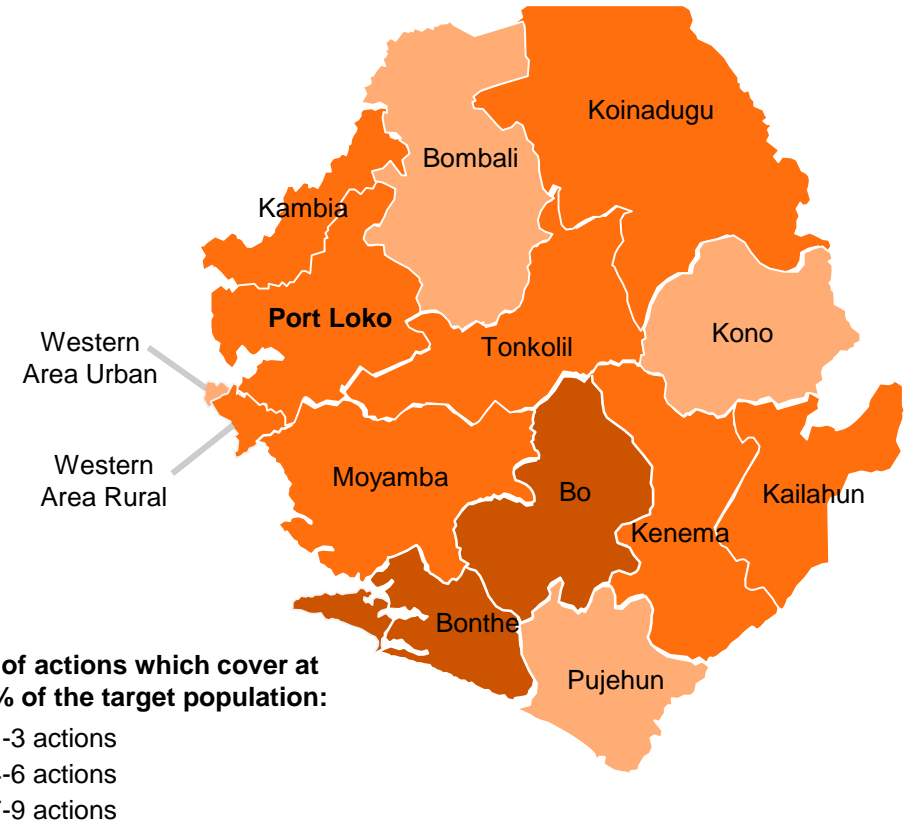 Koinadugu
Bombali
Kambia
Port Loko
Kono
Western
Area Urban
Tonkolil
Western
Area Rural
Moyamba
Bo
Kailahun
Kenema
Bonthe
of actions which cover at
% of the target population:
Pujehun
-3 actions
-6 actions
-9 actions